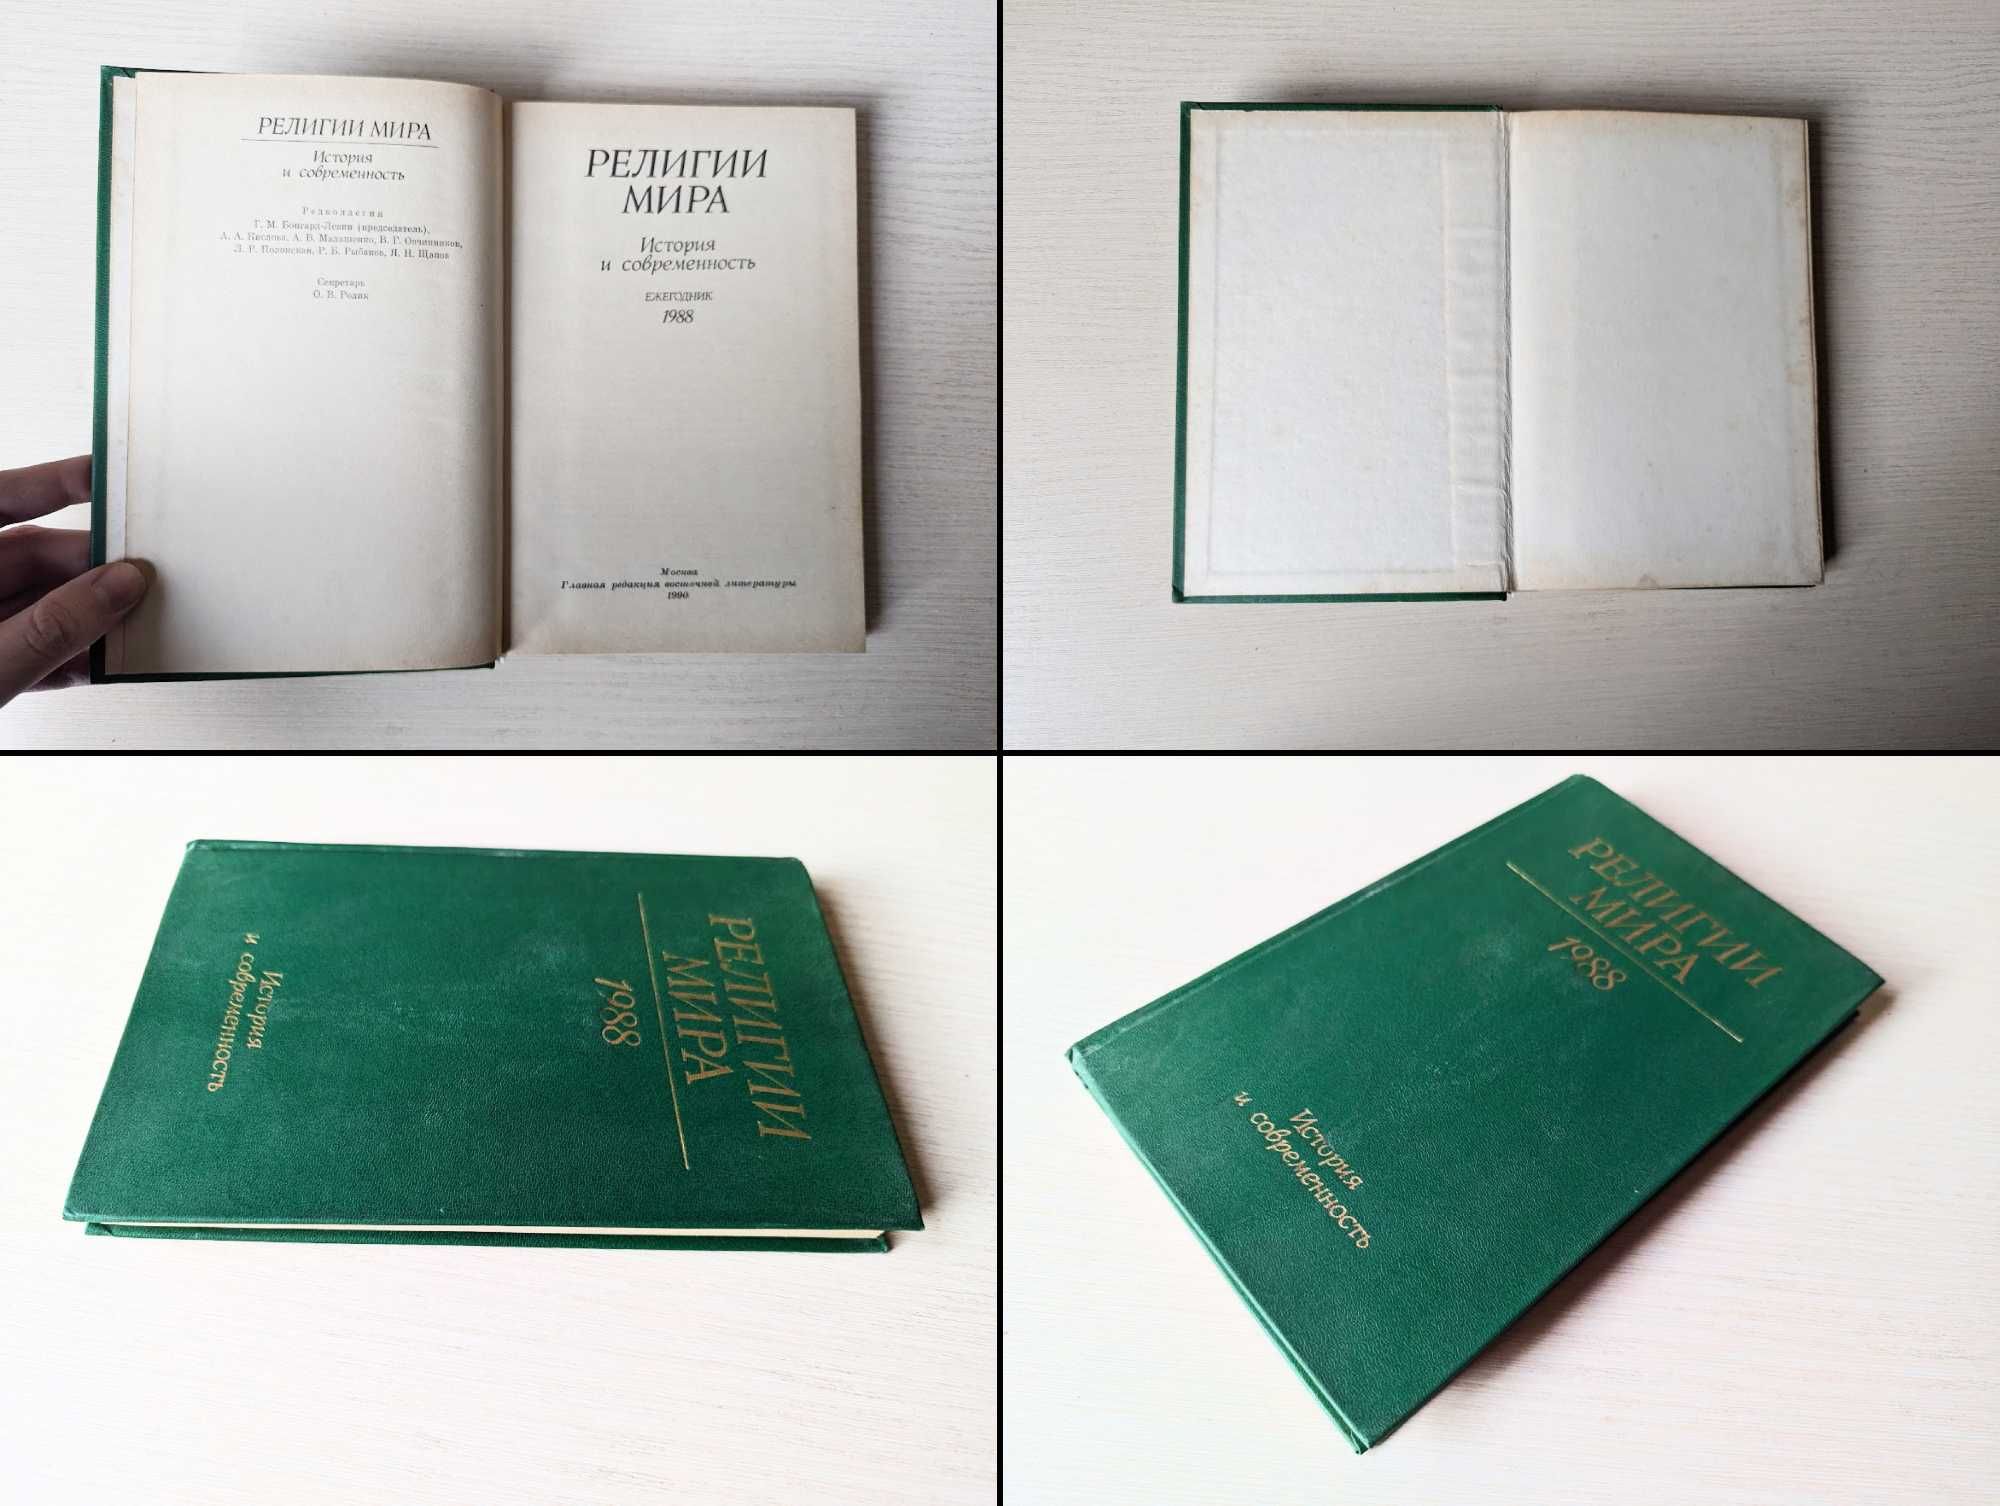 РЕЛИГИИ МИРА
История
и современность
Редколлегия
Г. М. Бонгард-Левин (председатель),
А. А. Кислова, А. В. Малашенко, В. Г. Овчинников,
Л. Р. Полонская, Р. Б. Рыбаков, Я. Н. Щапов
Секретарь
О. В. Родик
РЕЛИГИИ
МИРА
История
и современность
ЕЖЕГОДНИК
1988
Москва
Главная редакция восточной литературы
1990
РЕЛИГИИ
МИРА
1988
История
и современность
РЕЛИГИИ
МИРА
1988
История
и современность